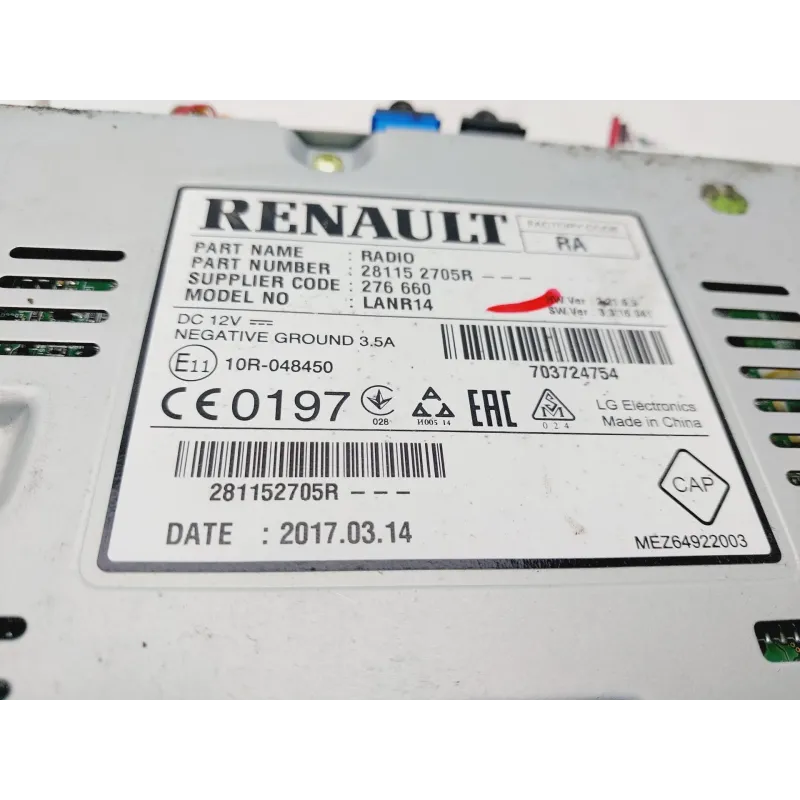 RENAULT
FACTORY CODE
RA
PART NAME : RADIO
PART NUMBER : 28115 2705R - - -
SUPPLIER CODE : 276 660
MODEL NO : LANR14
HW.Ver
SW.Ver
DC 12V
NEGATIVE GROUND 3.5A
703724754
E11 10R-048450
CE0197
028
H005 14
EAC
024
LG Electronics
Made in China
281152705R - - -
CAP
DATE : 2017.03.14
MEZ64922003